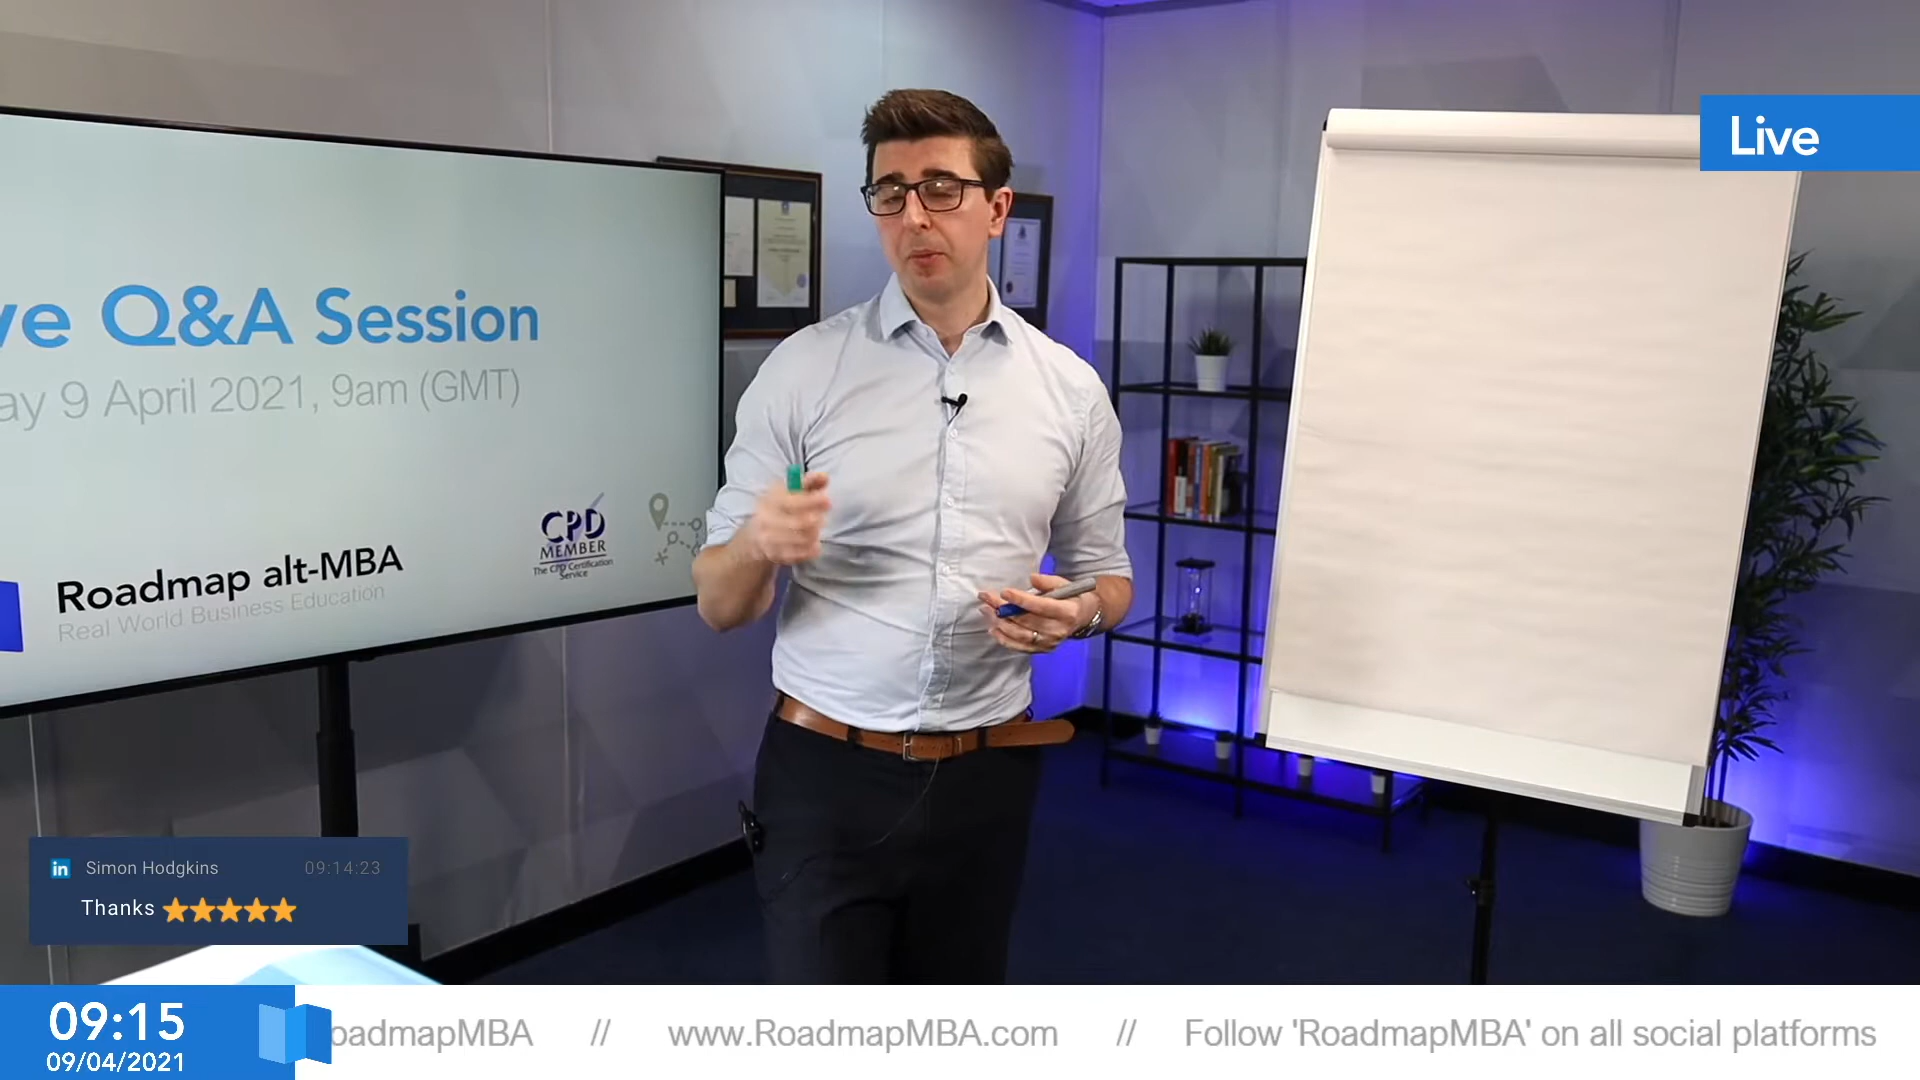 Live
ve Q&A Session
ay 9 April 2021, 9am (GMT)
CPD
MEMBER
The CPD Certification
Service
Roadmap alt-MBA
Real World Business Education
Simon Hodgkins 09:14:23
Thanks ⭐⭐⭐⭐⭐
09:15
09/04/2021
oadmapMBA // www.RoadmapMBA.com // Follow 'RoadmapMBA' on all social platforms